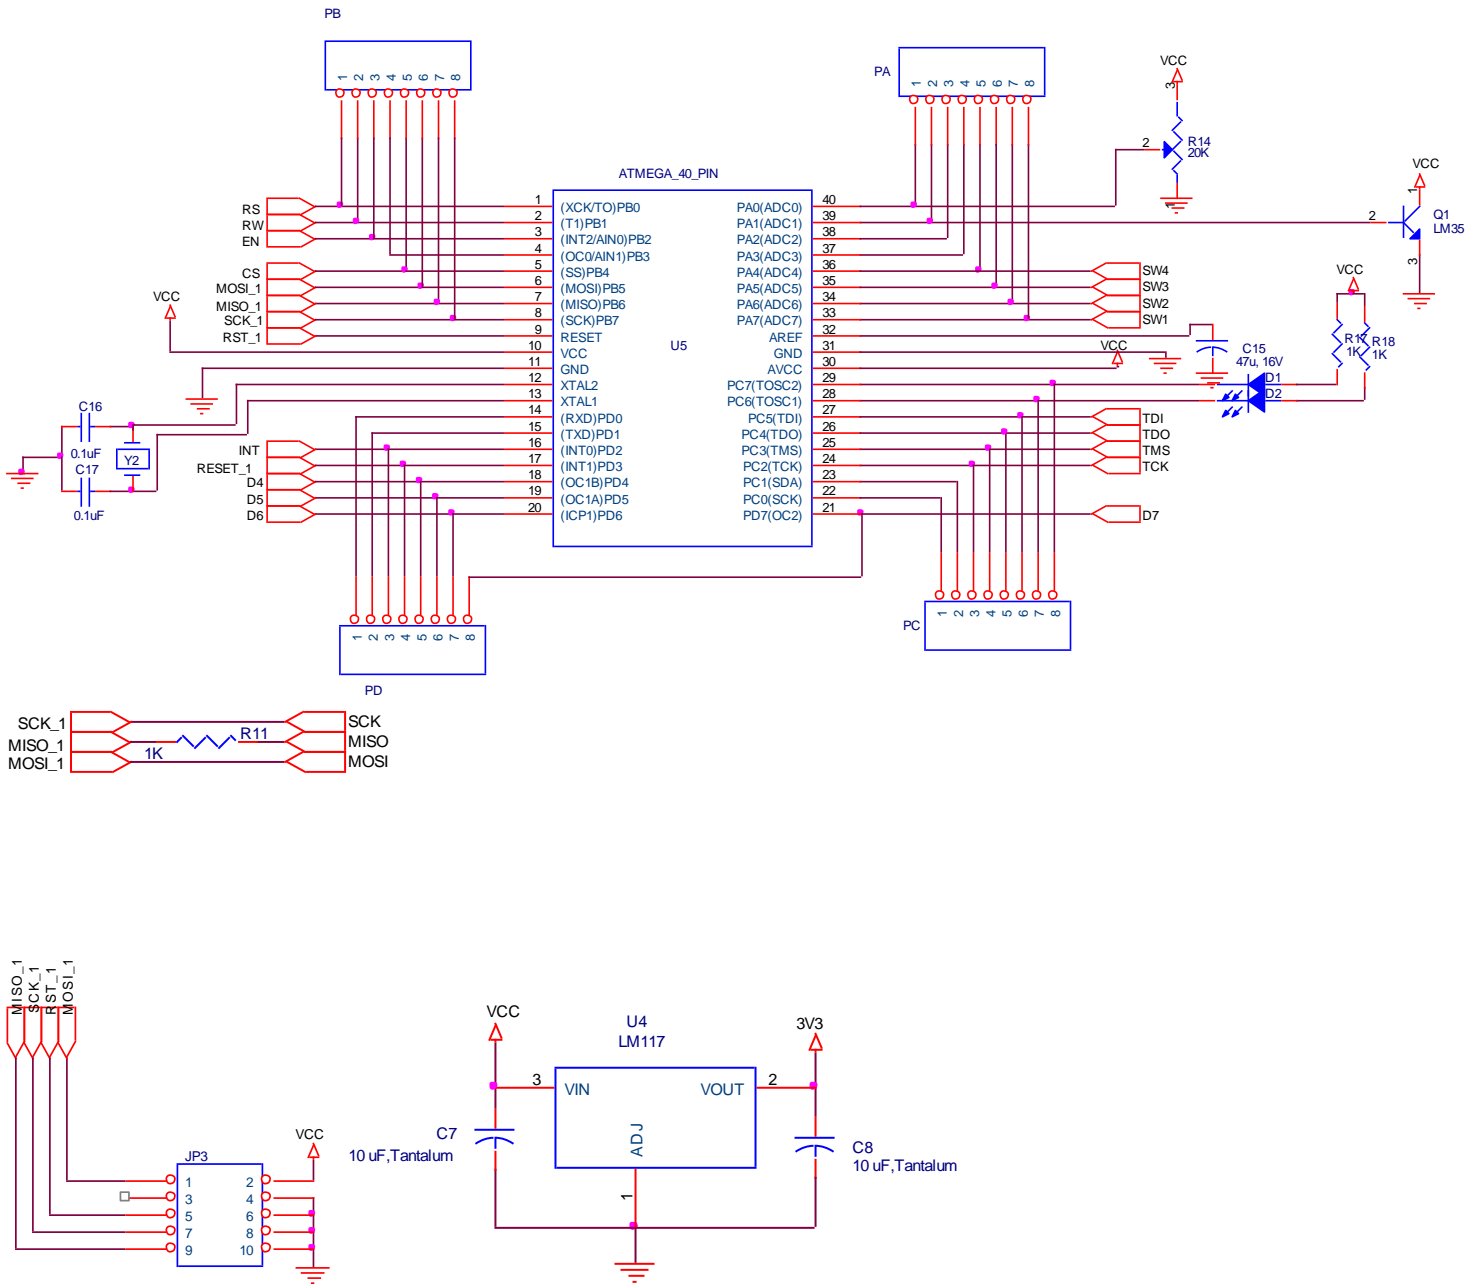 PB
1 2 3 4 5 6 7 8
PA
1 2 3 4 5 6 7 8
VCC
3
2
R14
20K
1
VCC
1
2
Q1
LM35
3
ATMEGA_40_PIN
U5
RS
RW
EN
CS
MOSI_1
MISO_1
SCK_1
RST_1
VCC
INT
RESET_1
D4
D5
D6
1 (XCK/TO)PB0
2 (T1)PB1
3 (INT2/AIN0)PB2
4 (OC0/AIN1)PB3
5 (SS)PB4
6 (MOSI)PB5
7 (MISO)PB6
8 (SCK)PB7
9 RESET
10 VCC
11 GND
12 XTAL2
13 XTAL1
14 (RXD)PD0
15 (TXD)PD1
16 (INT0)PD2
17 (INT1)PD3
18 (OC1B)PD4
19 (OC1A)PD5
20 (ICP1)PD6
PA0(ADC0) 40
PA1(ADC1) 39
PA2(ADC2) 38
PA3(ADC3) 37
PA4(ADC4) 36
PA5(ADC5) 35
PA6(ADC6) 34
PA7(ADC7) 33
AREF 32
GND 31
AVCC 30
PC7(TOSC2) 29
PC6(TOSC1) 28
PC5(TDI) 27
PC4(TDO) 26
PC3(TMS) 25
PC2(TCK) 24
PC1(SDA) 23
PC0(SCK) 22
PD7(OC2) 21
SW4
SW3
SW2
SW1
VCC
C15
47u, 16V
VCC
R17
1K
R18
1K
D1
D2
TDI
TDO
TMS
TCK
D7
C16
0.1uF
Y2
C17
0.1uF
1 2 3 4 5 6 7 8
PD
PC
1 2 3 4 5 6 7 8
SCK_1 SCK
MISO_1 R11 MISO
1K
MOSI_1 MOSI
MISO_1
SCK_1
RST_1
MOSI_1
JP3
VCC
1 2
3 4
5 6
7 8
9 10
VCC
U4
LM117
3V3
3 VIN VOUT 2
ADJ
1
C7
10 uF,Tantalum
C8
10 uF,Tantalum